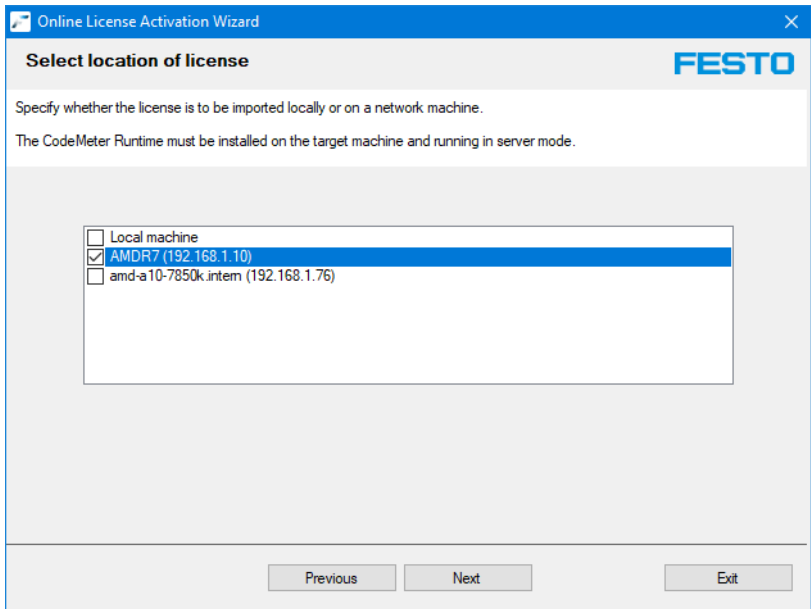 Online License Activation Wizard
Select location of license
FESTO
Specify whether the license is to be imported locally or on a network machine.
The CodeMeter Runtime must be installed on the target machine and running in server mode.
Local machine
AMDR7 (192.168.1.10)
amd-a10-7850k.intern (192.168.1.76)
Previous
Next
Exit